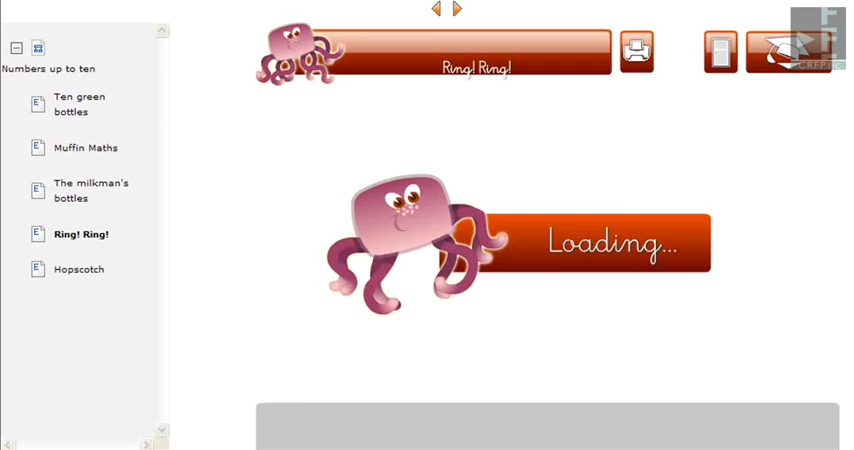 Numbers up to ten
Ten green
bottles
Muffin Maths
The milkman's
bottles
Ring! Ring!
Hopscotch
Ring! Ring!
Loading...